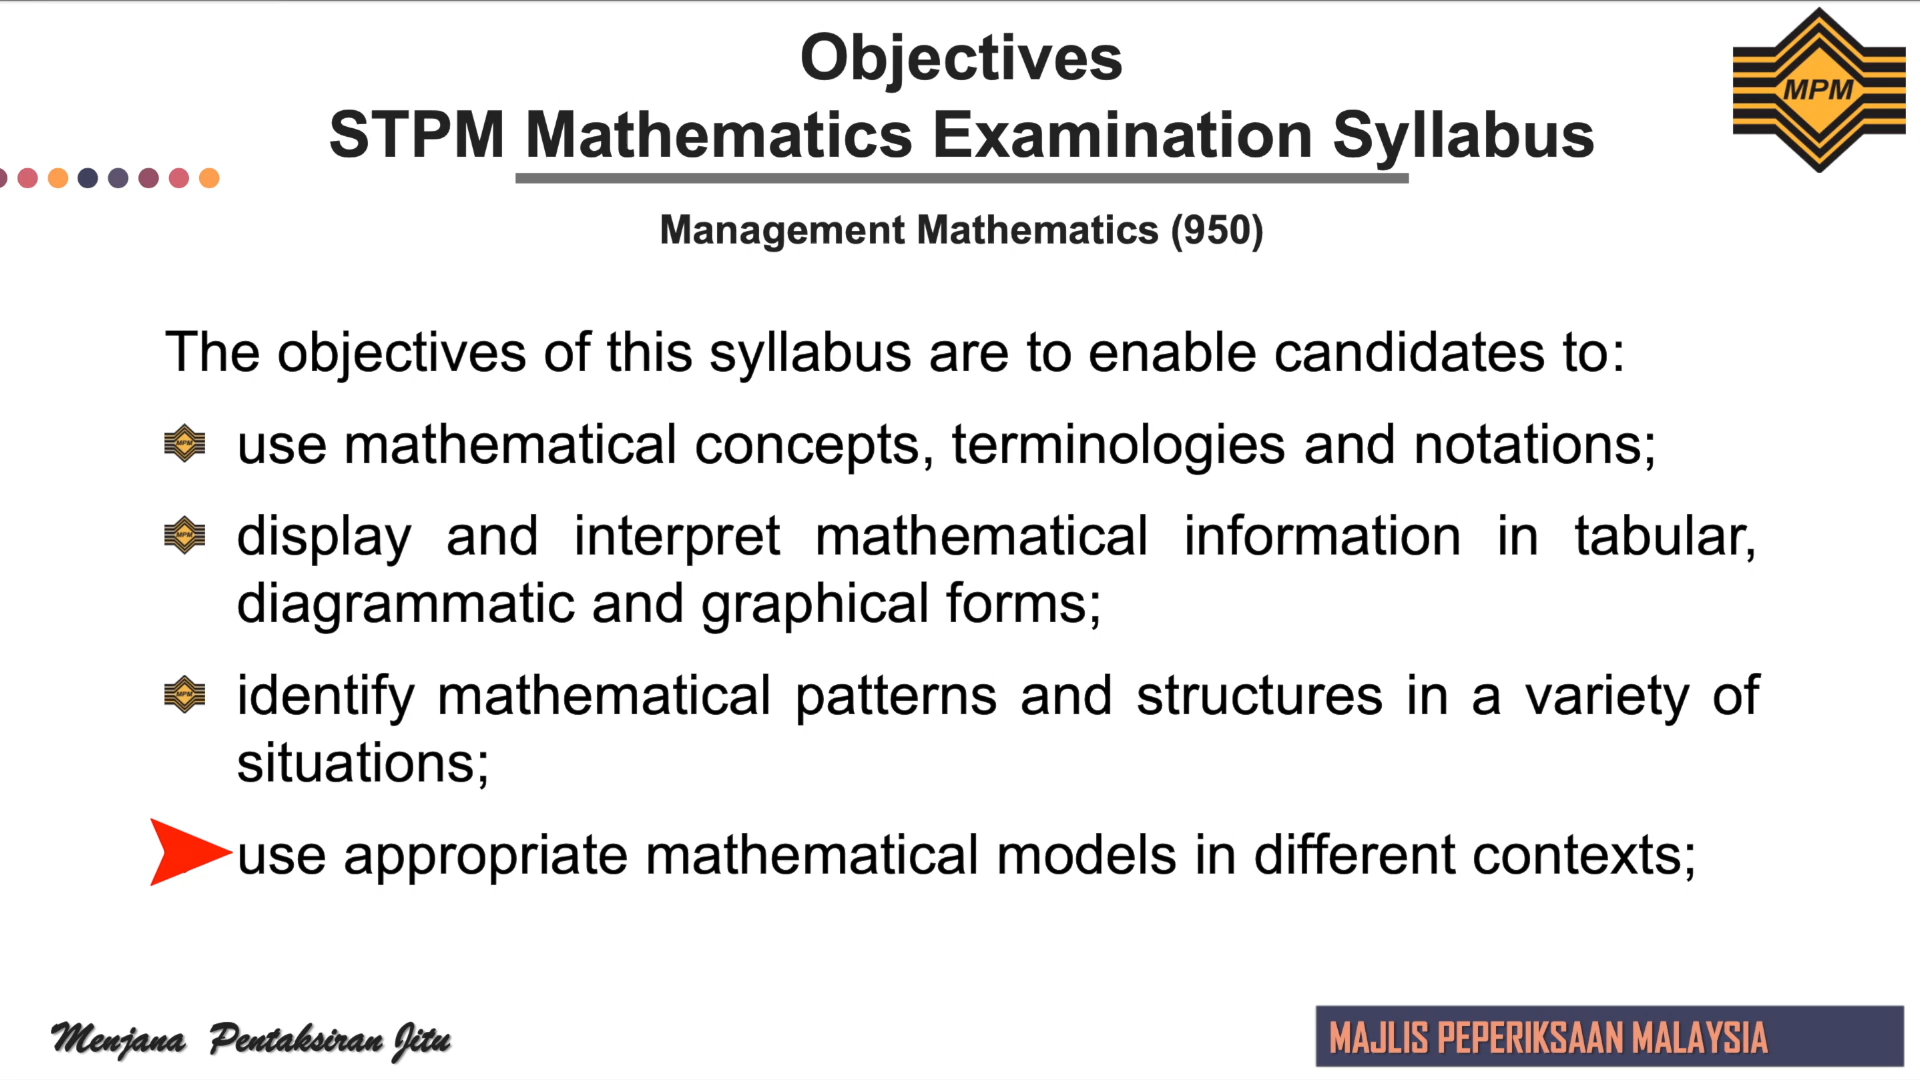 Objectives
STPM Mathematics Examination Syllabus
MPM
Management Mathematics (950)
The objectives of this syllabus are to enable candidates to:
use mathematical concepts, terminologies and notations;
display and interpret mathematical information in tabular,
diagrammatic and graphical forms;
identify mathematical patterns and structures in a variety of
situations;
use appropriate mathematical models in different contexts;
Menjana Pentaksiran Jitu
MAJLIS PEPERIKSAAN MALAYSIA